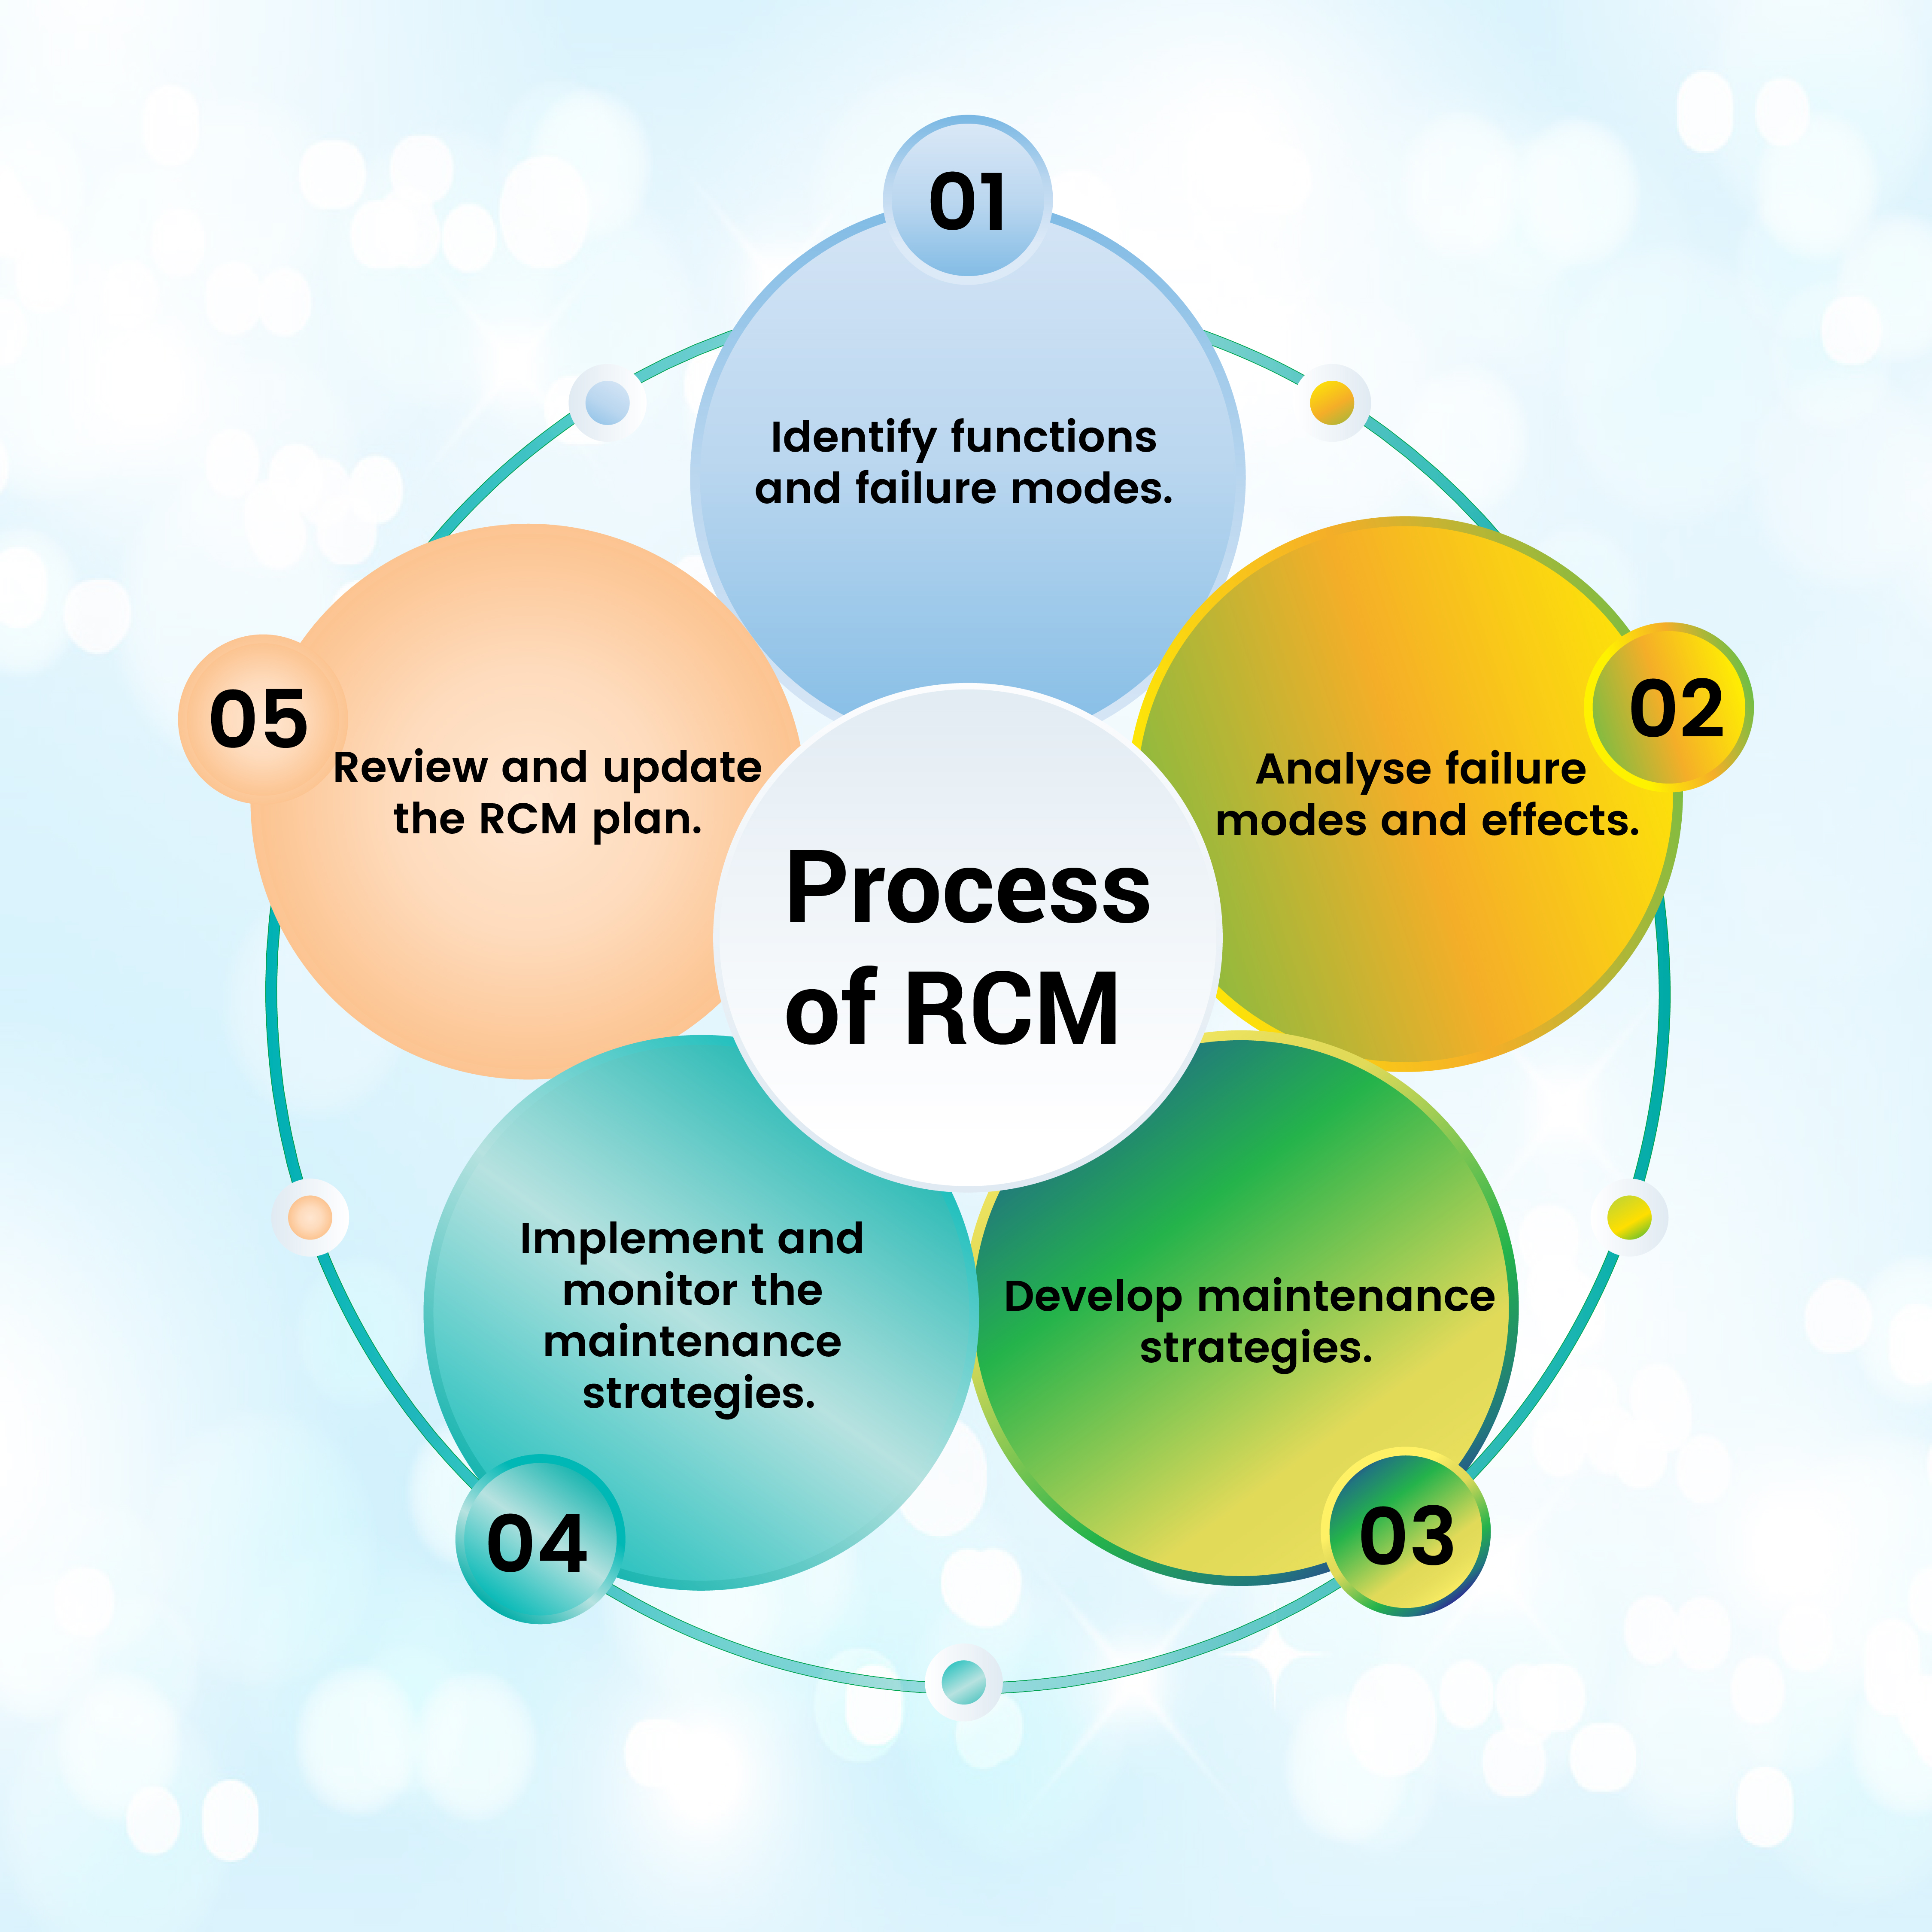 01
Identify functions
and failure modes.
02
Analyse failure
modes and effects.
03
Develop maintenance
strategies.
04
Implement and
monitor the
maintenance
strategies.
05
Review and update
the RCM plan.
Process
of RCM